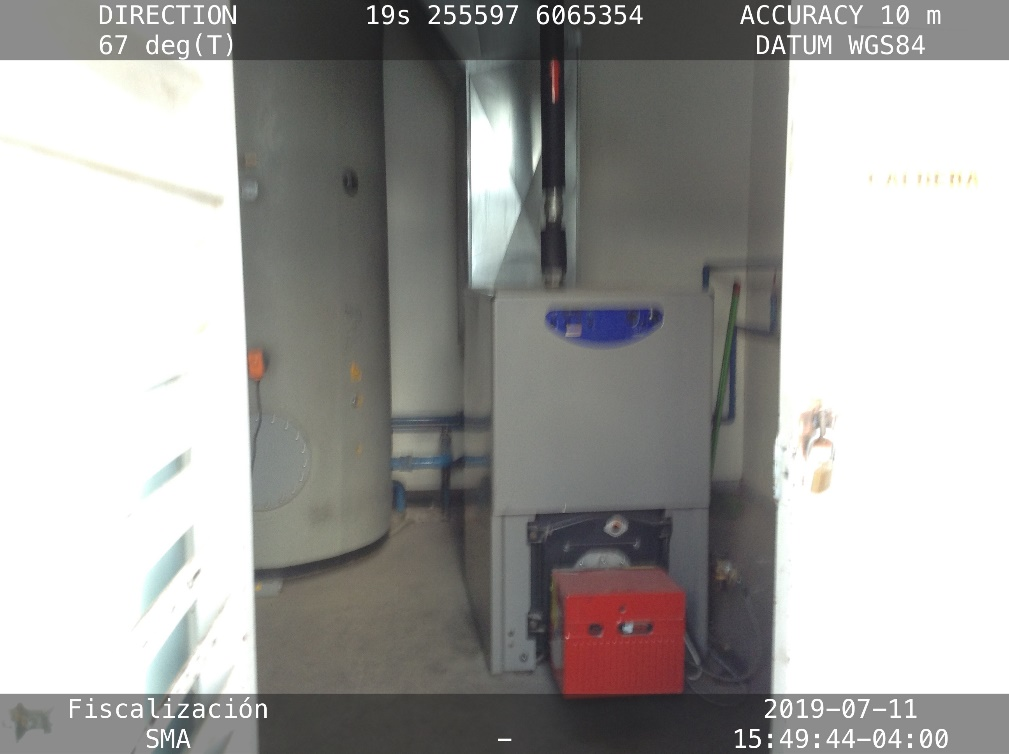 DIRECTION
67 deg(T)
19s 255597 6065354
ACCURACY 10 m
DATUM WGS84
CALDERA
Fiscalización
SMA
–
2019-07-11
15:49:44-04:00